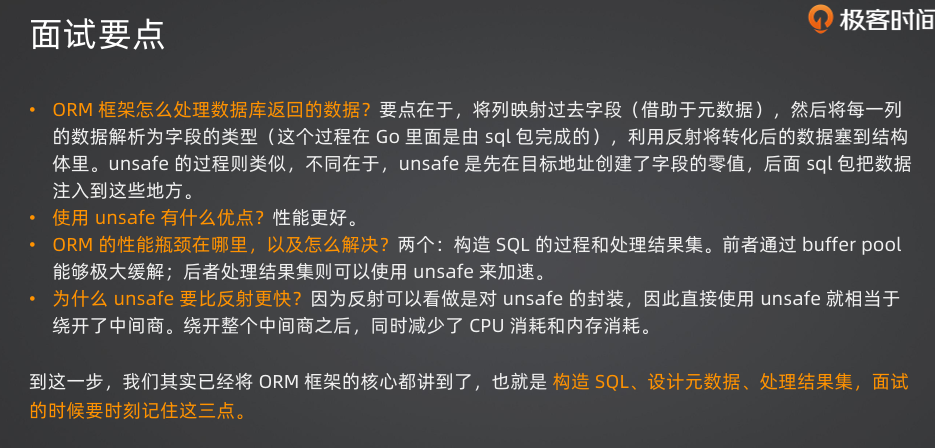 面试要点
极客时间
• ORM 框架怎么处理数据库返回的数据？要点在于，将列映射过去字段（借助于元数据），然后将每一列
的数据解析为字段的类型（这个过程在 Go 里面是由 sql 包完成的），利用反射将转化后的数据塞到结构
体里。unsafe 的过程则类似，不同在于，unsafe 是先在目标地址创建了字段的零值，后面 sql 包把数据
注入到这些地方。
• 使用 unsafe 有什么优点？性能更好。
• ORM 的性能瓶颈在哪里，以及怎么解决？两个：构造 SQL 的过程和处理结果集。前者通过 buffer pool
能够极大缓解；后者处理结果集则可以使用 unsafe 来加速。
• 为什么 unsafe 要比反射更快？因为反射可以看做是对 unsafe 的封装，因此直接使用 unsafe 就相当于
绕开了中间商。绕开整个中间商之后，同时减少了 CPU 消耗和内存消耗。
到这一步，我们其实已经将 ORM 框架的核心都讲到了，也就是 构造 SQL、设计元数据、处理结果集，面试
的时候要时刻记住这三点。